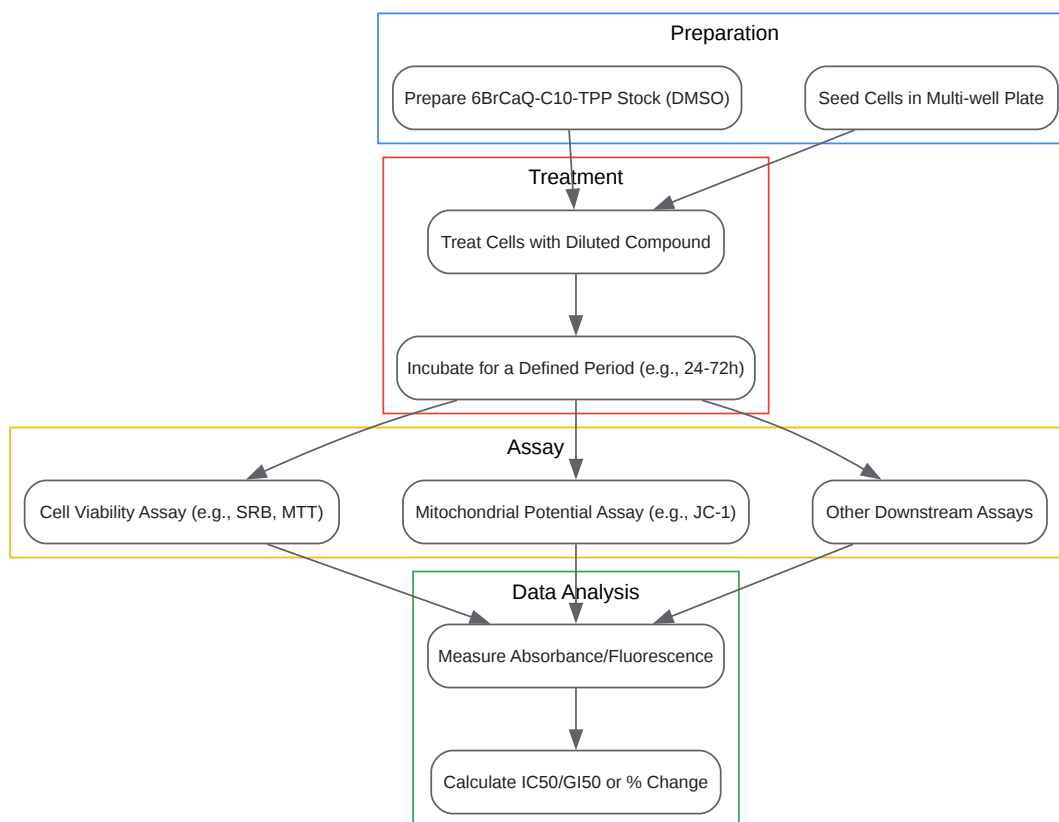 Preparation
Prepare 6BrCaQ-C10-TPP Stock (DMSO)
Seed Cells in Multi-well Plate
Treatment
Treat Cells with Diluted Compound
Incubate for a Defined Period (e.g., 24-72h)
Assay
Cell Viability Assay (e.g., SRB, MTT)
Mitochondrial Potential Assay (e.g., JC-1)
Other Downstream Assays
Data Analysis
Measure Absorbance/Fluorescence
Calculate IC50/GI50 or % Change